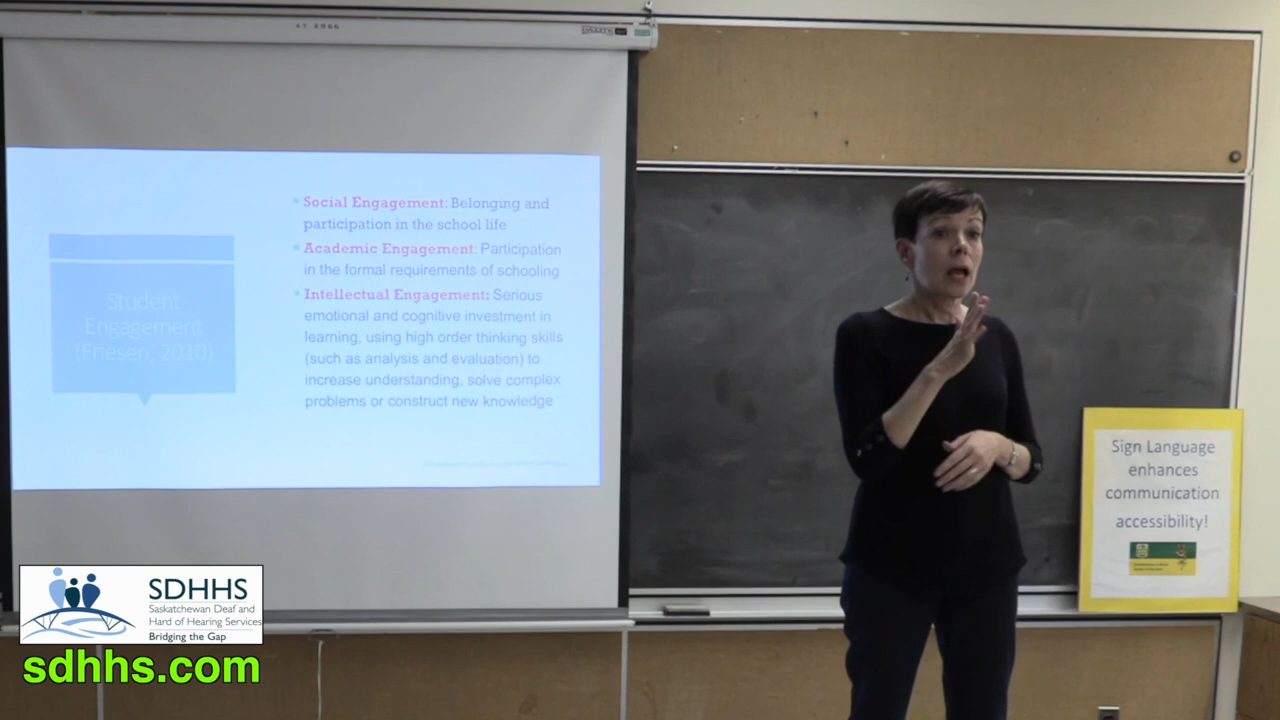 Student
Engagement
(Friesen, 2010)
Social Engagement: Belonging and
participation in the school life
Academic Engagement: Participation
in the formal requirements of schooling
Intellectual Engagement: Serious
emotional and cognitive investment in
learning, using high order thinking skills
(such as analysis and evaluation) to
increase understanding, solve complex
problems or construct new knowledge
Sign Language
enhances
communication
accessibility!
SDHHS
Saskatchewan Deaf and
Hard of Hearing Services
Bridging the Gap
sdhhs.com